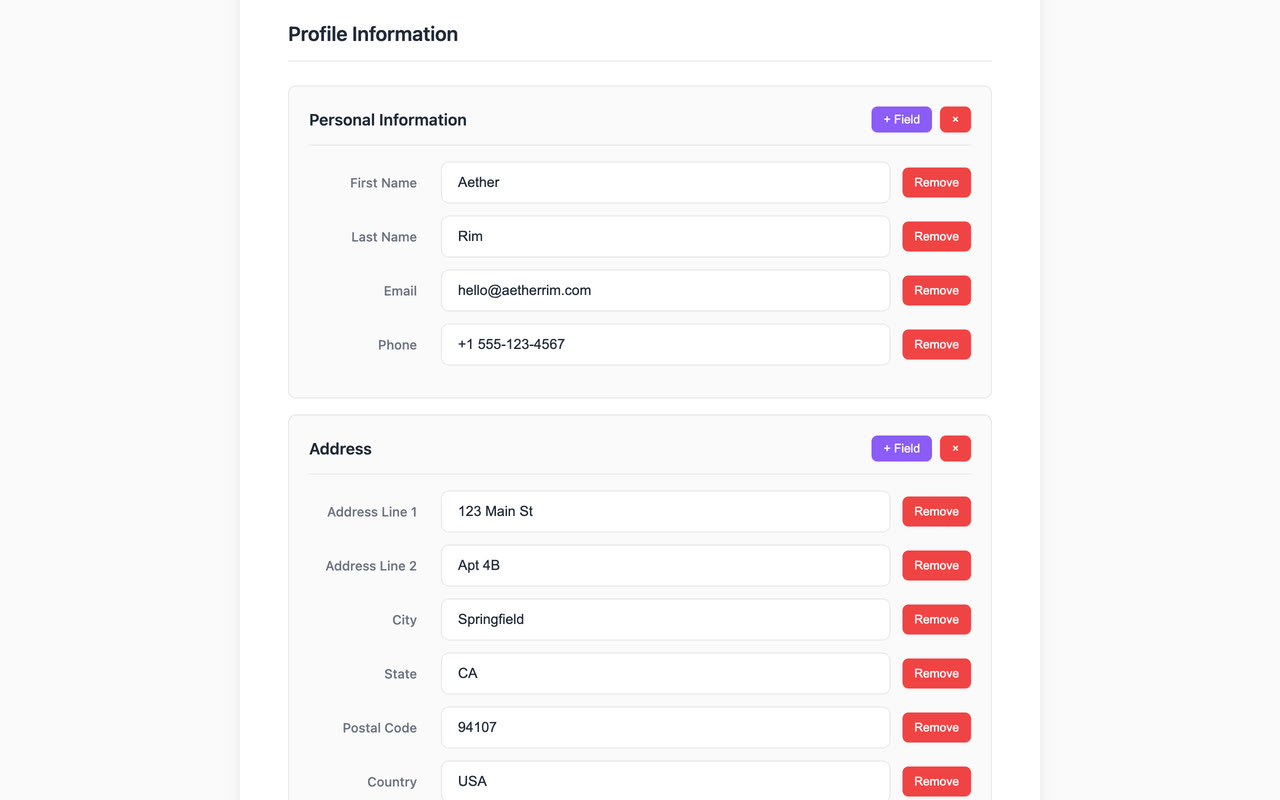 Profile Information
Personal Information + Field ×
First Name Aether Remove
Last Name Rim Remove
Email hello@aetherrim.com Remove
Phone +1 555-123-4567 Remove
Address + Field ×
Address Line 1 123 Main St Remove
Address Line 2 Apt 4B Remove
City Springfield Remove
State CA Remove
Postal Code 94107 Remove
Country USA Remove